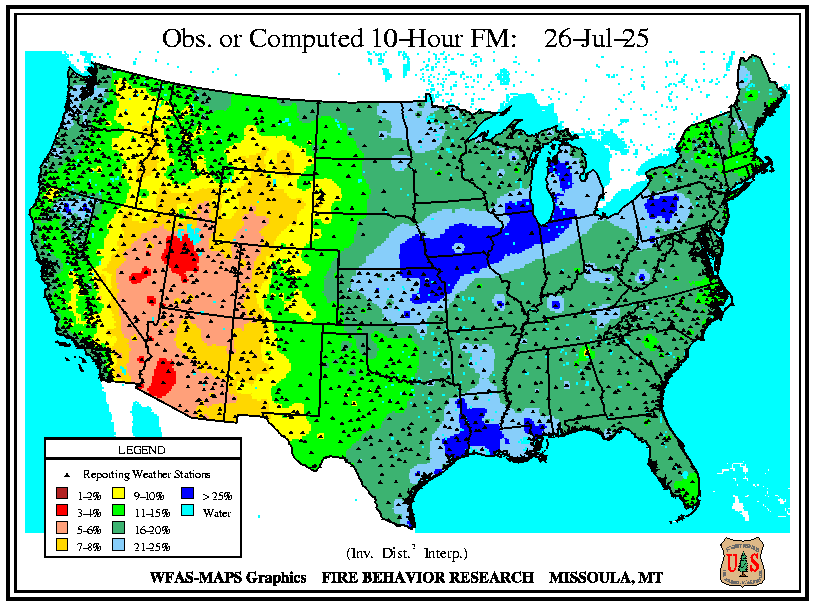 Obs. or Computed 10-Hour FM: 26-Jul-25
LEGEND
Reporting Weather Stations
1-2% 9-10% > 25%
3-4% 11-15% Water
5-6% 16-20%
7-8% 21-25%
(Inv. Dist.² Interp.)
WFAS-MAPS Graphics FIRE BEHAVIOR RESEARCH MISSOULA, MT
U S